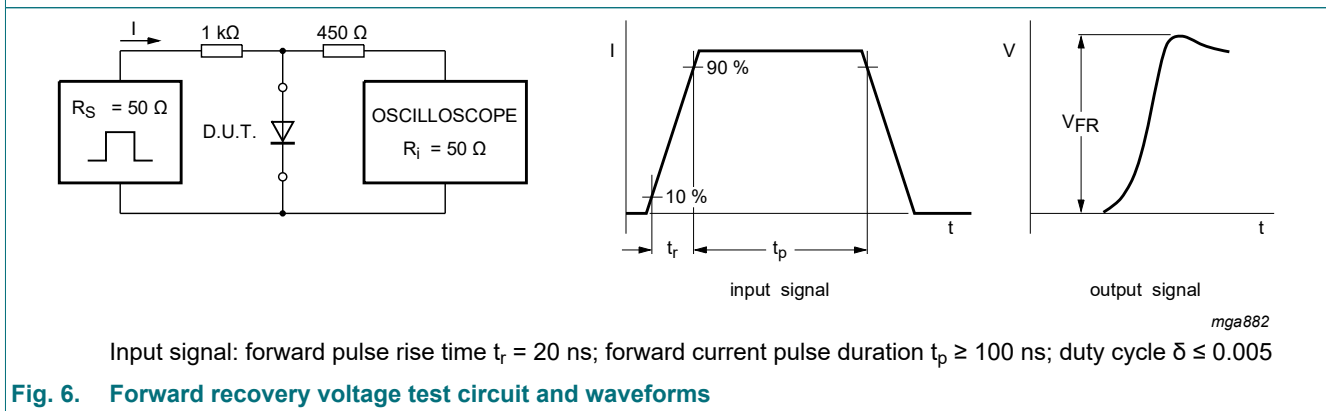 I
1 kΩ
450 Ω
R_S = 50 Ω
D.U.T.
OSCILLOSCOPE
R_i = 50 Ω
I
90 %
10 %
t
t_r
t_p
input signal
V
V_FR
t
output signal
mga882
Input signal: forward pulse rise time t_r = 20 ns; forward current pulse duration t_p ≥ 100 ns; duty cycle δ ≤ 0.005
Fig. 6. Forward recovery voltage test circuit and waveforms